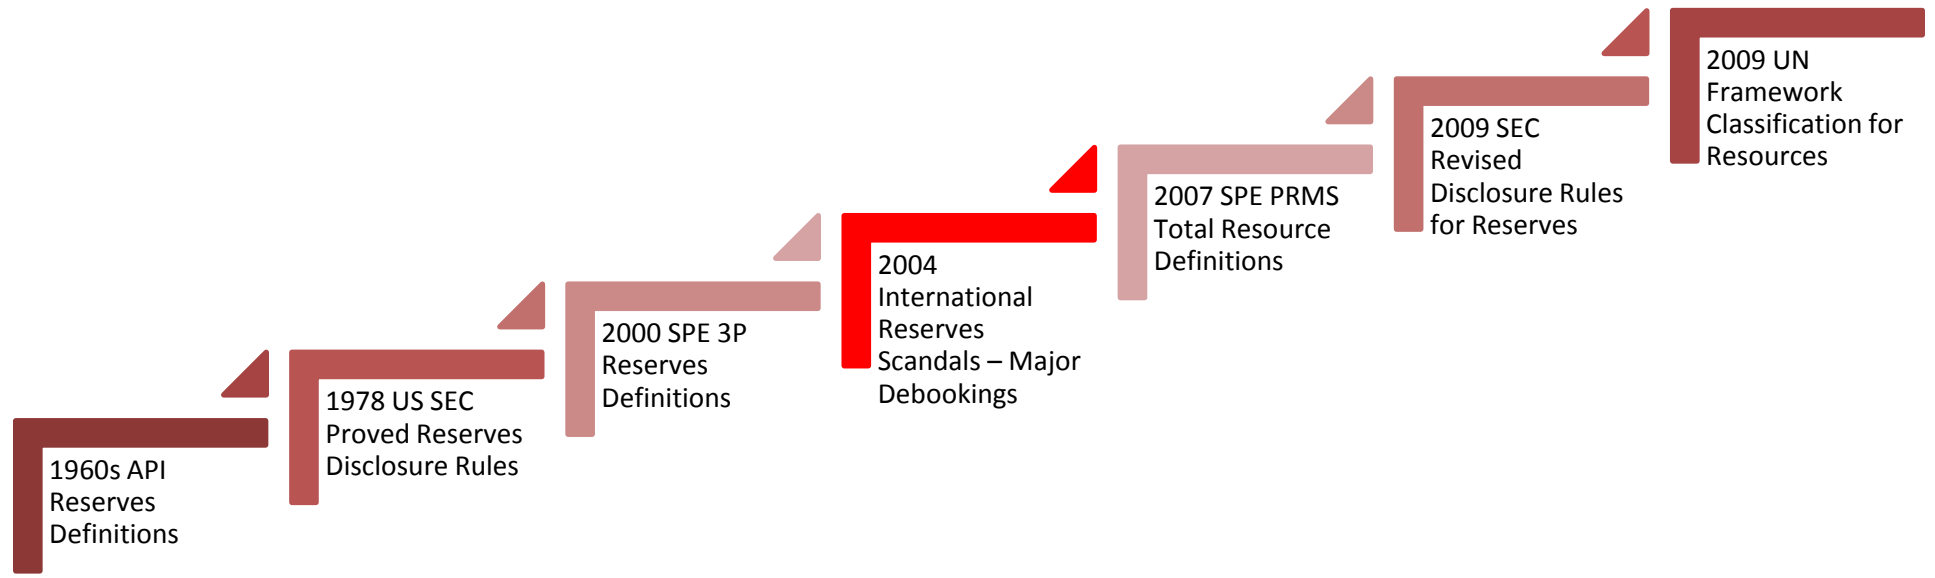 1960s API
Reserves
Definitions
1978 US SEC
Proved Reserves
Disclosure Rules
2000 SPE 3P
Reserves
Definitions
2004
International
Reserves
Scandals – Major
Debookings
2007 SPE PRMS
Total Resource
Definitions
2009 SEC
Revised
Disclosure Rules
for Reserves
2009 UN
Framework
Classification for
Resources